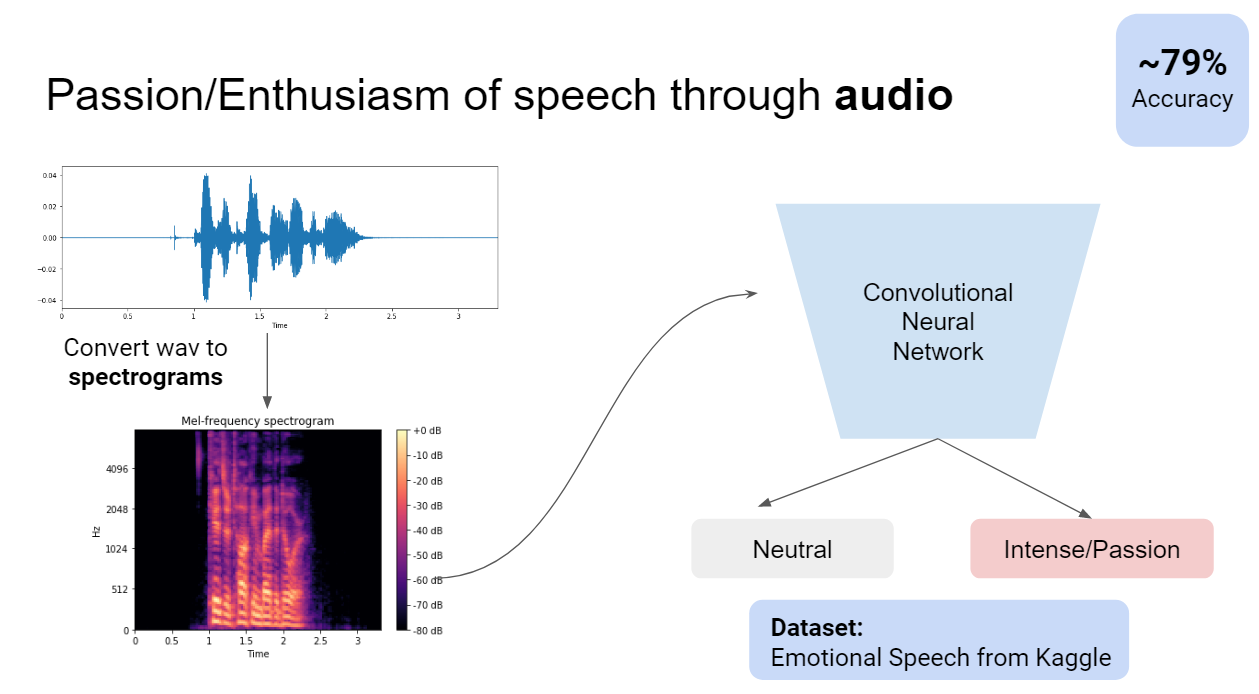 ~79%
Accuracy
Passion/Enthusiasm of speech through audio
0.04
0.02
0.00
−0.02
−0.04
0 0.5 1 1.5 2 2.5 3
Time
Convert wav to
spectrograms
Mel-frequency spectrogram
Hz
4096
2048
1024
512
0
0 0.5 1 1.5 2 2.5 3
Time
+0 dB
-10 dB
-20 dB
-30 dB
-40 dB
-50 dB
-60 dB
-70 dB
-80 dB
Convolutional
Neural
Network
Neutral
Intense/Passion
Dataset:
Emotional Speech from Kaggle